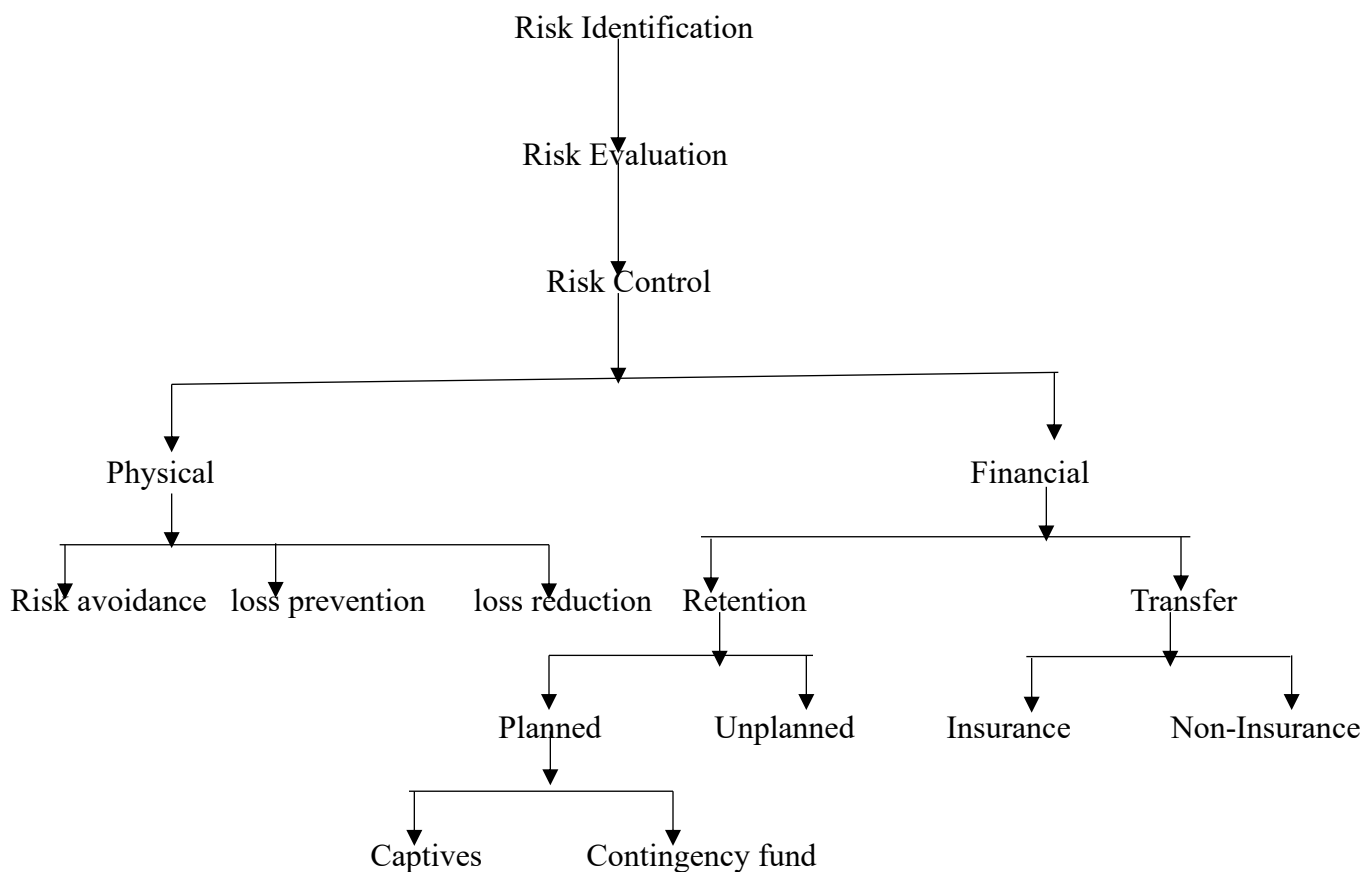 Risk Identification
Risk Evaluation
Risk Control
Physical Financial
Risk avoidance loss prevention loss reduction Retention Transfer
Planned Unplanned Insurance Non-Insurance
Captives Contingency fund